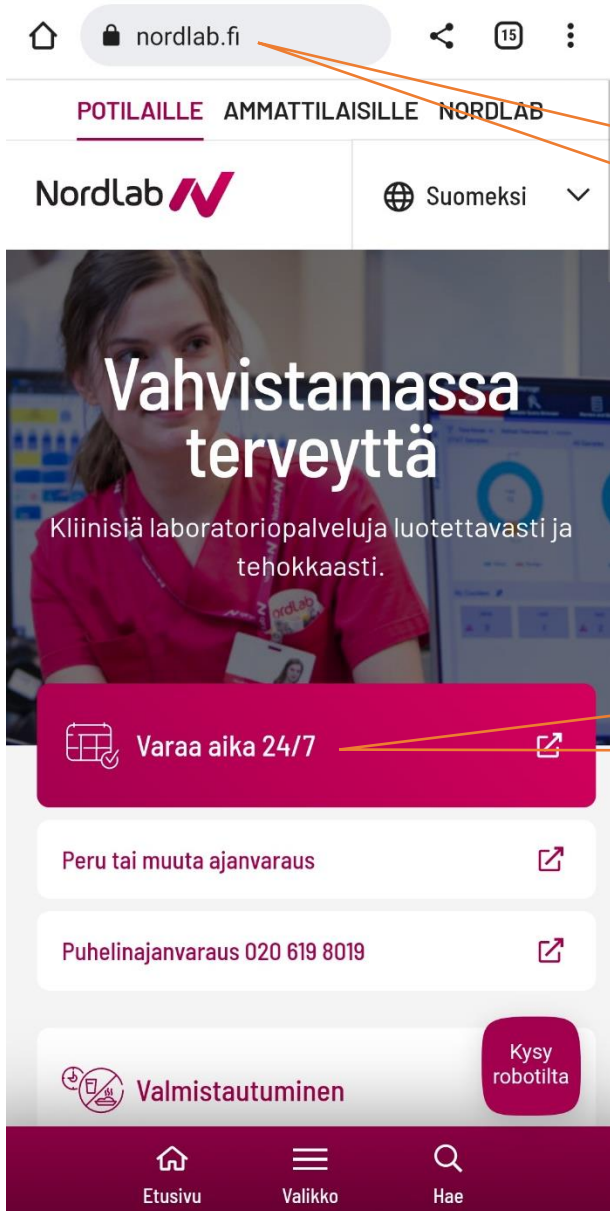 nordlab.fi
15
POTILAILLE AMMATTILAISILLE NORDLAB
Nordlab
Suomeksi
Vahvistamassa
terveyttä
Kliinisiä laboratoriopalveluja luotettavasti ja
tehokkaasti.
Varaa aika 24/7
Peru tai muuta ajanvaraus
Puhelinajanvaraus 020 619 8019
Kysy
robotilta
Valmistautuminen
Etusivu Valikko Hae